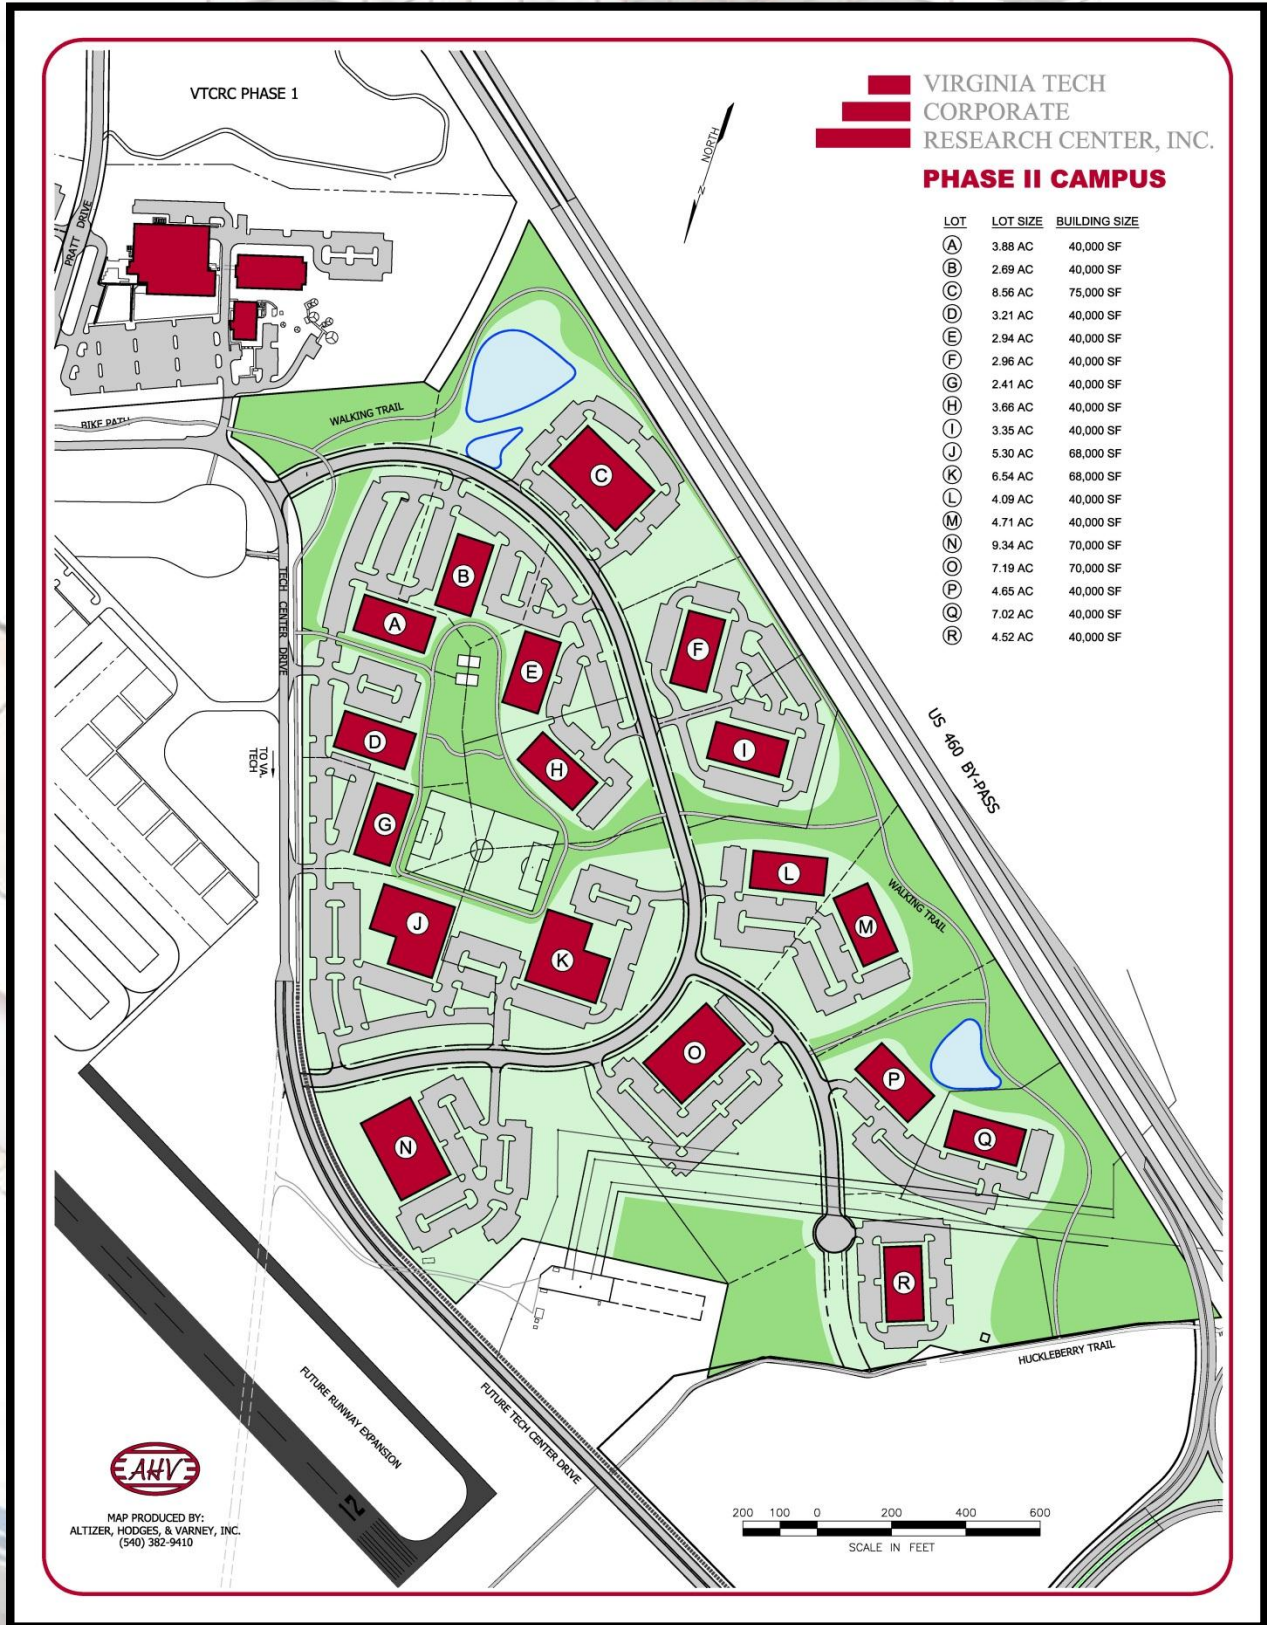 VTCRC PHASE 1
VIRGINIA TECH
CORPORATE
RESEARCH CENTER, INC.
PHASE II CAMPUS
NORTH
N
LOT LOT SIZE BUILDING SIZE
A 3.88 AC 40,000 SF
B 2.69 AC 40,000 SF
C 8.56 AC 75,000 SF
D 3.21 AC 40,000 SF
E 2.94 AC 40,000 SF
F 2.96 AC 40,000 SF
G 2.41 AC 40,000 SF
H 3.66 AC 40,000 SF
I 3.35 AC 40,000 SF
J 5.30 AC 68,000 SF
K 6.54 AC 68,000 SF
L 4.09 AC 40,000 SF
M 4.71 AC 40,000 SF
N 9.34 AC 70,000 SF
O 7.19 AC 70,000 SF
P 4.65 AC 40,000 SF
Q 7.02 AC 40,000 SF
R 4.52 AC 40,000 SF
PRATT DRIVE
BIKE PATH
WALKING TRAIL
C
B
A
TECH CENTER DRIVE
F
E
D
I
H
TO VA.
TECH
US 460 BY-PASS
G
L
WALKING TRAIL
J
M
K
O
P
N
Q
R
HUCKLEBERRY TRAIL
FUTURE RUNWAY EXPANSION
FUTURE TECH CENTER DRIVE
12
AHV
MAP PRODUCED BY:
ALTIZER, HODGES, & VARNEY, INC.
(540) 382-9410
200 100 0 200 400 600
SCALE IN FEET